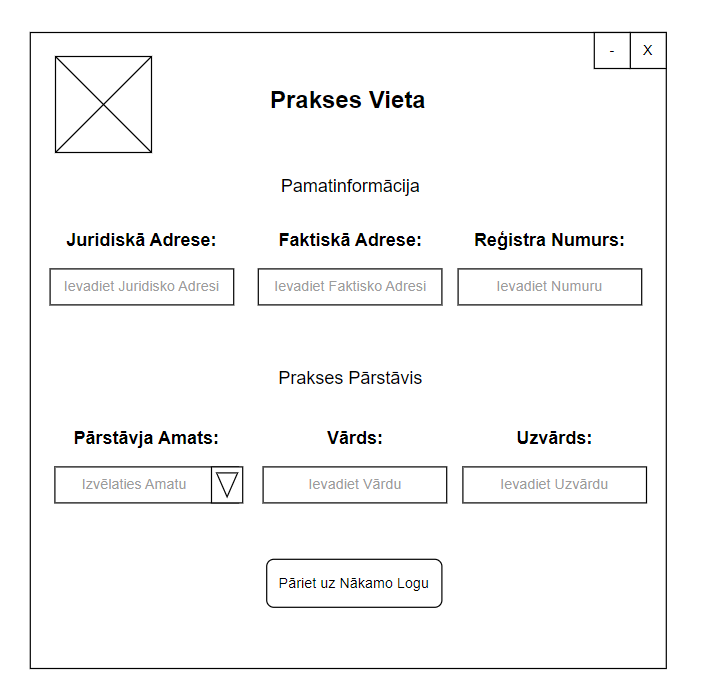 - X
Prakses Vieta
Pamatinformācija
Juridiskā Adrese: Faktiskā Adrese: Reģistra Numurs:
Ievadiet Juridisko Adresi Ievadiet Faktisko Adresi Ievadiet Numuru
Prakses Pārstāvis
Pārstāvja Amats: Vārds: Uzvārds:
Izvēlaties Amatu Ievadiet Vārdu Ievadiet Uzvārdu
Pāriet uz Nākamo Logu